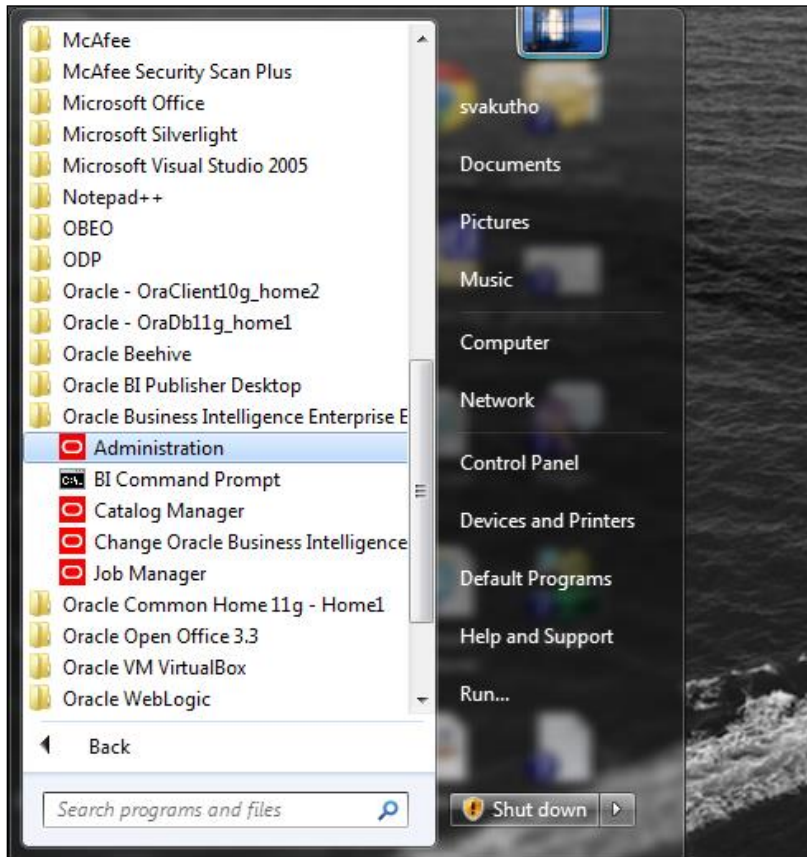 McAfee
McAfee Security Scan Plus
Microsoft Office
Microsoft Silverlight
Microsoft Visual Studio 2005
Notepad++
OBEO
ODP
Oracle - OraClient10g_home2
Oracle - OraDb11g_home1
Oracle Beehive
Oracle BI Publisher Desktop
Oracle Business Intelligence Enterprise E
Administration
BI Command Prompt
Catalog Manager
Change Oracle Business Intelligence
Job Manager
Oracle Common Home 11g - Home1
Oracle Open Office 3.3
Oracle VM VirtualBox
Oracle WebLogic
Back
Search programs and files
svakutho
Documents
Pictures
Music
Computer
Network
Control Panel
Devices and Printers
Default Programs
Help and Support
Run...
Shut down